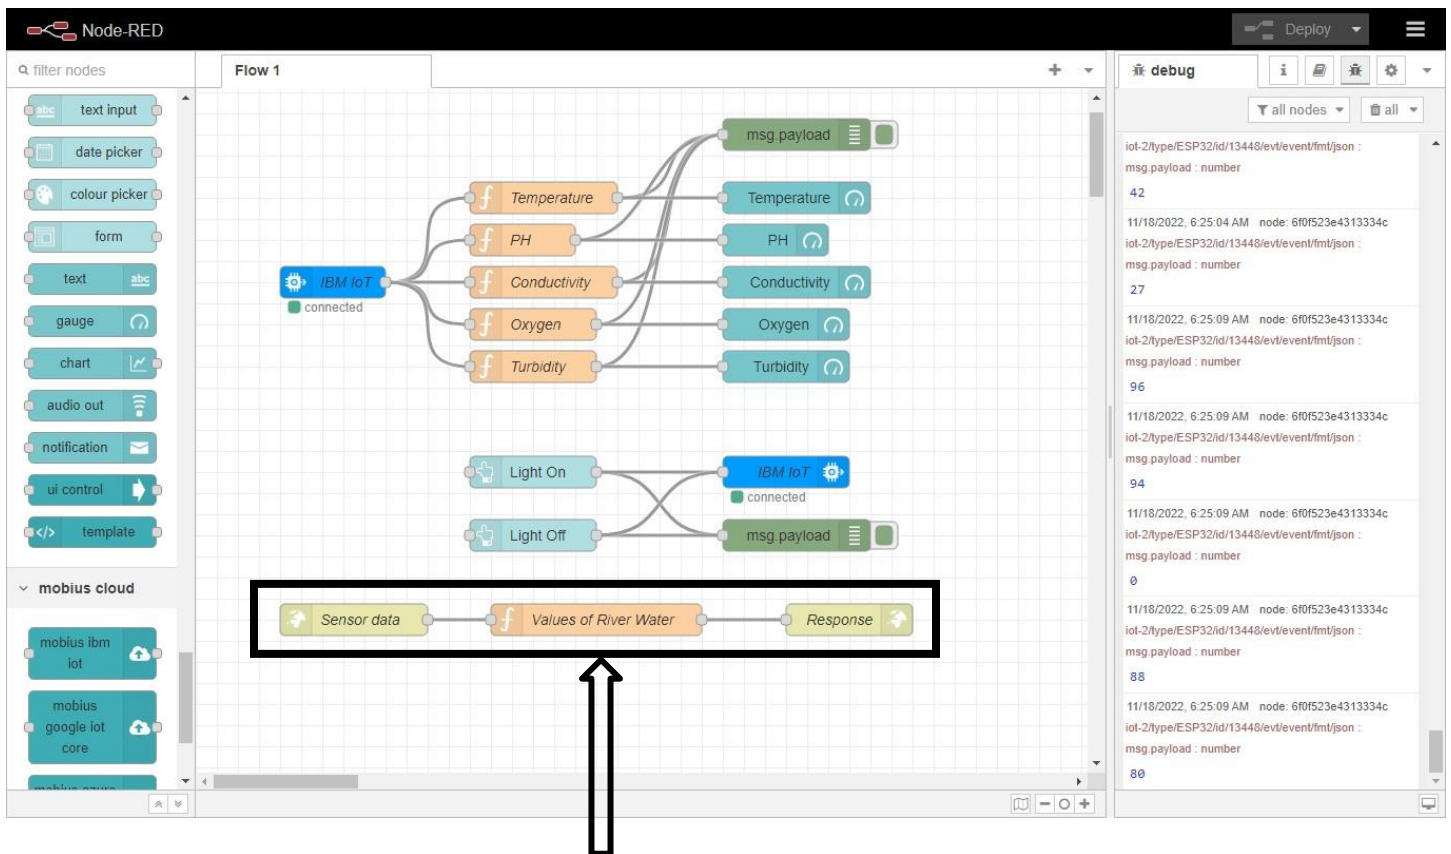 Node-RED
Deploy
filter nodes
Flow 1
debug
i
all nodes
all
abc text input
date picker
colour picker
form
text abc
gauge
chart
audio out
notification
ui control
</> template
mobius cloud
mobius ibm
iot
mobius
google iot
core
msg.payload
f Temperature
Temperature
f PH
PH
IBM IoT
connected
f Conductivity
Conductivity
f Oxygen
Oxygen
f Turbidity
Turbidity
Light On
IBM IoT
connected
Light Off
msg.payload
Sensor data
f Values of River Water
Response
iot-2/type/ESP32/id/13448/evt/event/fmt/json :
msg.payload : number
42
11/18/2022, 6:25:04 AM node: 6f0f523e4313334c
iot-2/type/ESP32/id/13448/evt/event/fmt/json :
msg.payload : number
27
11/18/2022, 6:25:09 AM node: 6f0f523e4313334c
iot-2/type/ESP32/id/13448/evt/event/fmt/json :
msg.payload : number
96
11/18/2022, 6:25:09 AM node: 6f0f523e4313334c
iot-2/type/ESP32/id/13448/evt/event/fmt/json :
msg.payload : number
94
11/18/2022, 6:25:09 AM node: 6f0f523e4313334c
iot-2/type/ESP32/id/13448/evt/event/fmt/json :
msg.payload : number
0
11/18/2022, 6:25:09 AM node: 6f0f523e4313334c
iot-2/type/ESP32/id/13448/evt/event/fmt/json :
msg.payload : number
88
11/18/2022, 6:25:09 AM node: 6f0f523e4313334c
iot-2/type/ESP32/id/13448/evt/event/fmt/json :
msg.payload : number
80